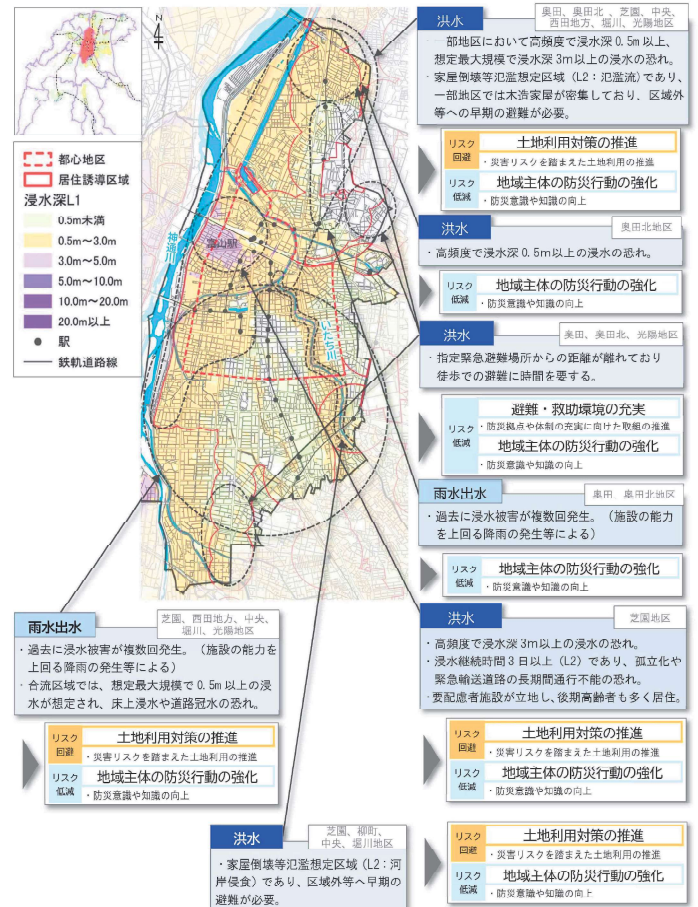 N
都心地区
居住誘導区域
浸水深L1
0.5m未満
0.5m～3.0m
3.0m～5.0m
5.0m～10.0m
10.0m～20.0m
20.0m以上
駅
鉄軌道路線
神通川
富山駅
いたち川
洪水
奥田、奥田北、芝園、中央、
西田地方、堀川、光陽地区
一部地区において高頻度で浸水深0.5m以上、
想定最大規模で浸水深3m以上の浸水の恐れ。
・家屋倒壊等氾濫想定区域（L2：氾濫流）であり、
一部地区では木造家屋が密集しており、区域外
等への早期の避難が必要。
リスク
回避
土地利用対策の推進
・災害リスクを踏まえた土地利用の推進
リスク
低減
地域主体の防災行動の強化
・防災意識や知識の向上
洪水
奥田北地区
・高頻度で浸水深0.5m以上の浸水の恐れ。
リスク
低減
地域主体の防災行動の強化
・防災意識や知識の向上
洪水
奥田、奥田北、光陽地区
・指定緊急避難場所からの距離が離れており
徒歩での避難に時間を要する。
リスク
低減
避難・救助環境の充実
・防災拠点や体制の充実に向けた取組の推進
地域主体の防災行動の強化
・防災意識や知識の向上
雨水出水
奥田 奥田北地区
・過去に浸水被害が複数回発生。（施設の能力
を上回る降雨の発生等による）
リスク
低減
地域主体の防災行動の強化
・防災意識や知識の向上
洪水
芝園地区
・高頻度で浸水深3m以上の浸水の恐れ。
・浸水継続時間3日以上（L2）であり、孤立化や
緊急輸送道路の長期間通行不能の恐れ。
・要配慮者施設が立地し、後期高齢者も多く居住。
リスク
回避
土地利用対策の推進
・災害リスクを踏まえた土地利用の推進
リスク
低減
地域主体の防災行動の強化
・防災意識や知識の向上
雨水出水
芝園、西田地方、中央、
堀川、光陽地区
・過去に浸水被害が複数回発生。（施設の能力を
上回る降雨の発生等による）
・合流区域では、想定最大規模で0.5m以上の浸
水が想定され、床上浸水や道路冠水の恐れ。
リスク
回避
土地利用対策の推進
・災害リスクを踏まえた土地利用の推進
リスク
低減
地域主体の防災行動の強化
・防災意識や知識の向上
洪水
芝園、柳町、
中央、堀川地区
・家屋倒壊等氾濫想定区域（L2：河
岸侵食）であり、区域外等へ早期の
避難が必要。
リスク
回避
土地利用対策の推進
・災害リスクを踏まえた土地利用の推進
リスク
低減
地域主体の防災行動の強化
・防災意識や知識の向上